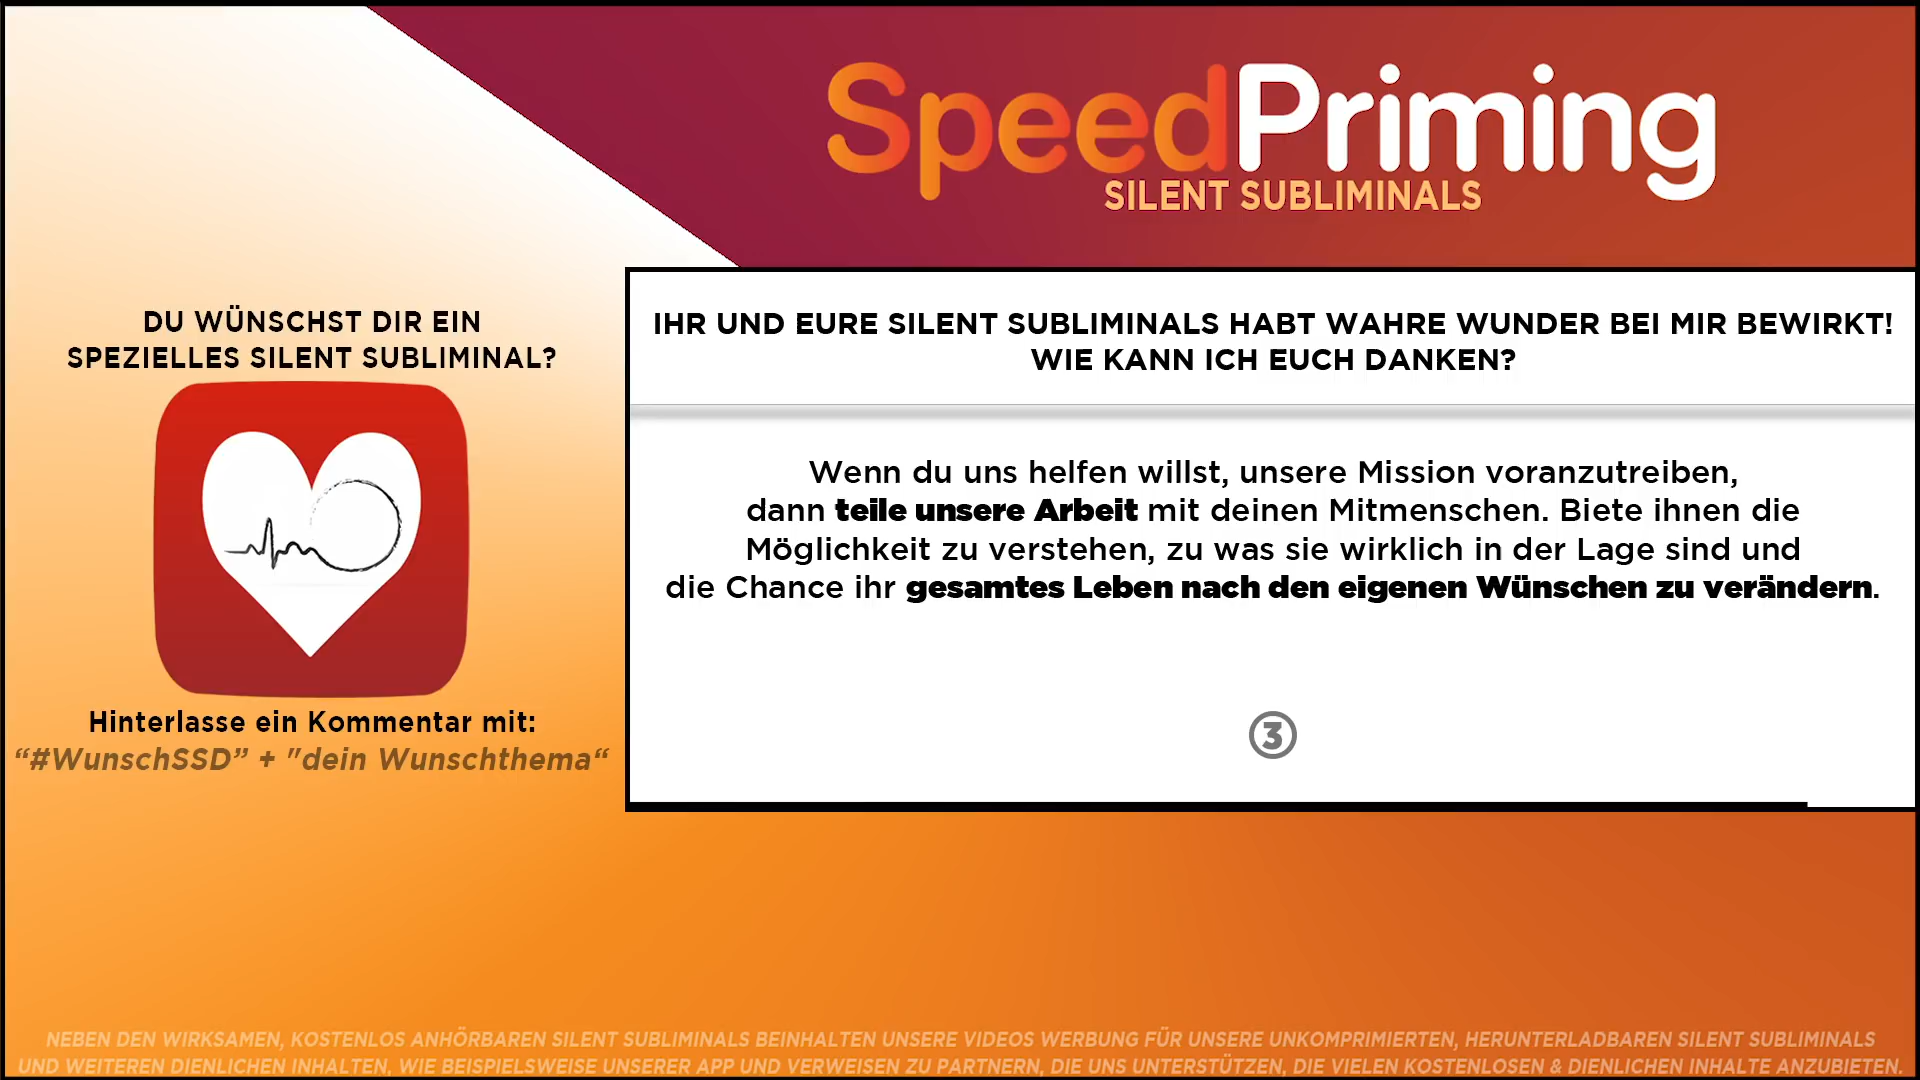 SpeedPriming
SILENT SUBLIMINALS
DU WÜNSCHST DIR EIN
SPEZIELLES SILENT SUBLIMINAL?
Hinterlasse ein Kommentar mit:
“#WunschSSD” + "dein Wunschthema“
IHR UND EURE SILENT SUBLIMINALS HABT WAHRE WUNDER BEI MIR BEWIRKT!
WIE KANN ICH EUCH DANKEN?
Wenn du uns helfen willst, unsere Mission voranzutreiben,
dann teile unsere Arbeit mit deinen Mitmenschen. Biete ihnen die
Möglichkeit zu verstehen, zu was sie wirklich in der Lage sind und
die Chance ihr gesamtes Leben nach den eigenen Wünschen zu verändern.
3
NEBEN DEN WIRKSAMEN, KOSTENLOS ANHÖRBAREN SILENT SUBLIMINALS BEINHALTEN UNSERE VIDEOS WERBUNG FÜR UNSERE UNKOMPRIMIERTEN, HERUNTERLADBAREN SILENT SUBLIMINALS
UND WEITEREN DIENLICHEN INHALTEN, WIE BEISPIELSWEISE UNSERER APP UND VERWEISEN ZU PARTNERN, DIE UNS UNTERSTÜTZEN, DIE VIELEN KOSTENLOSEN & DIENLICHEN INHALTE ANZUBIETEN.